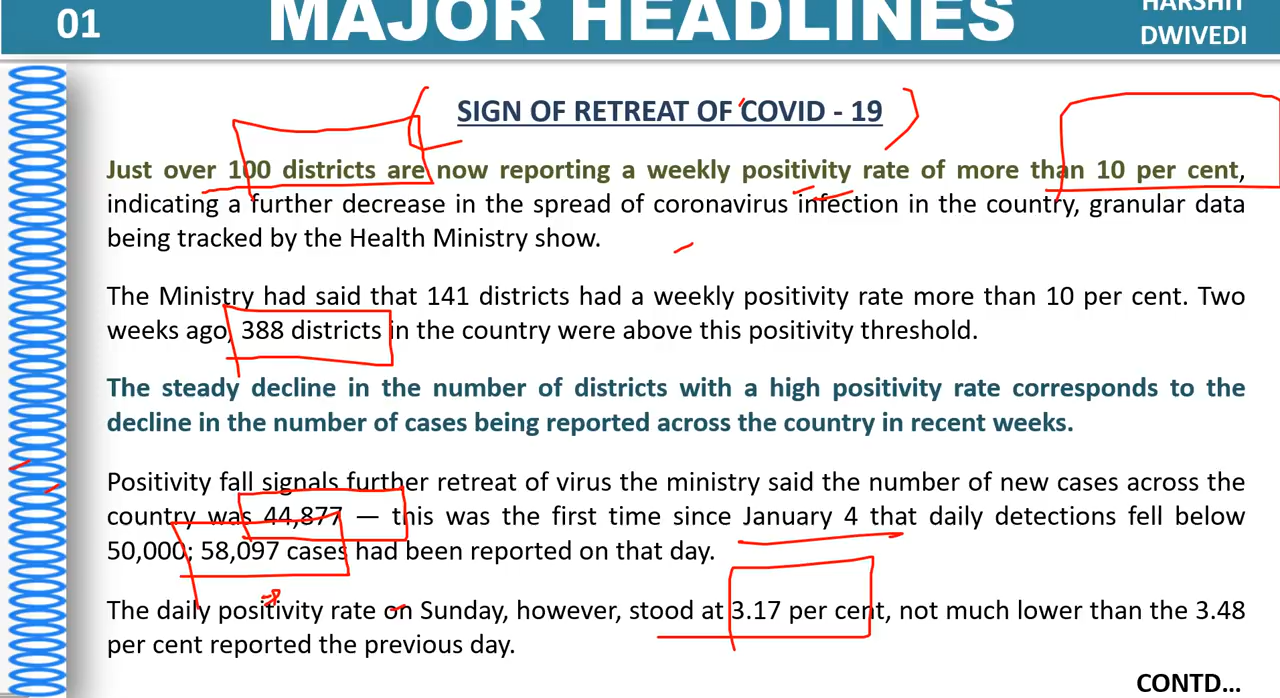 01
MAJOR HEADLINES
HARSHIT
DWIVEDI
SIGN OF RETREAT OF COVID - 19
Just over 100 districts are now reporting a weekly positivity rate of more than 10 per cent,
indicating a further decrease in the spread of coronavirus infection in the country, granular data
being tracked by the Health Ministry show.
The Ministry had said that 141 districts had a weekly positivity rate more than 10 per cent. Two
weeks ago, 388 districts in the country were above this positivity threshold.
The steady decline in the number of districts with a high positivity rate corresponds to the
decline in the number of cases being reported across the country in recent weeks.
Positivity fall signals further retreat of virus the ministry said the number of new cases across the
country was 44,877 — this was the first time since January 4 that daily detections fell below
50,000; 58,097 cases had been reported on that day.
The daily positivity rate on Sunday, however, stood at 3.17 per cent, not much lower than the 3.48
per cent reported the previous day.
CONTD...